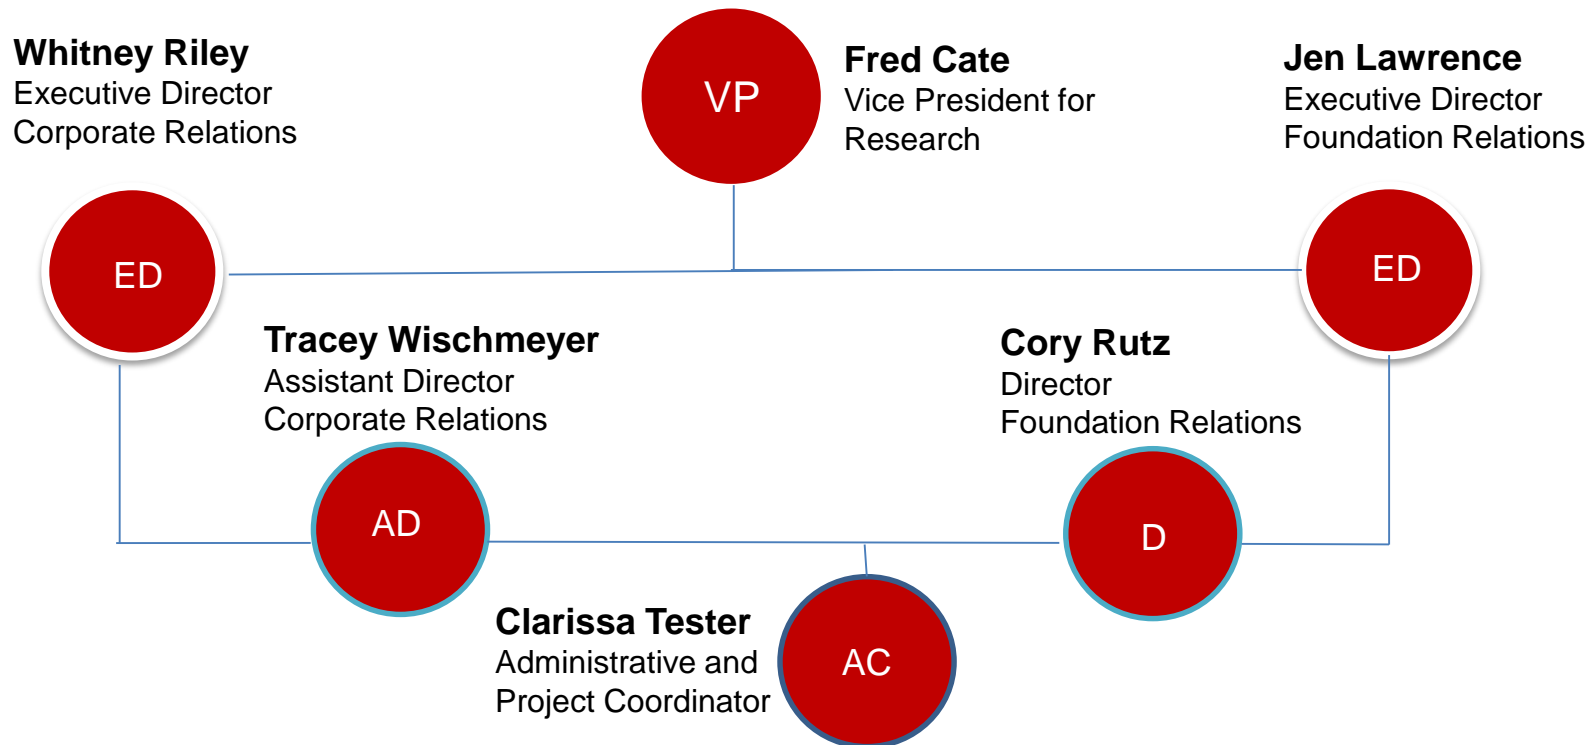 Whitney Riley
Executive Director
Corporate Relations
VP
Fred Cate
Vice President for
Research
Jen Lawrence
Executive Director
Foundation Relations
ED
ED
Tracey Wischmeyer
Assistant Director
Corporate Relations
Cory Rutz
Director
Foundation Relations
AD
D
Clarissa Tester
Administrative and
Project Coordinator
AC